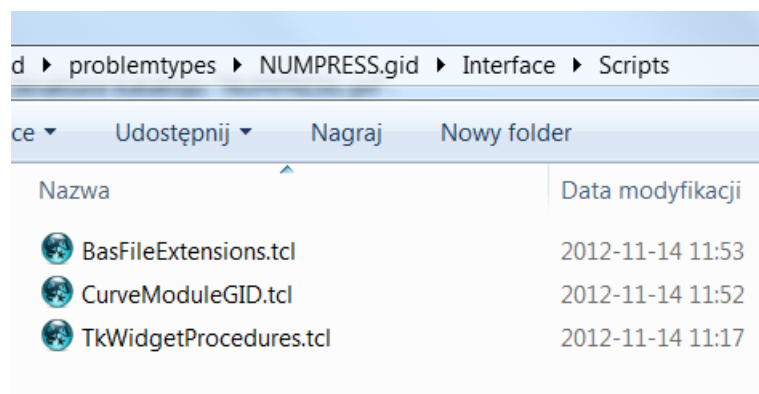 d ▸ problemtypes ▸ NUMPRESS.gid ▸ Interface ▸ Scripts
ce ▾ Udostępnij ▾ Nagraj Nowy folder
Nazwa Data modyfikacji
BasFileExtensions.tcl 2012-11-14 11:53
CurveModuleGID.tcl 2012-11-14 11:52
TkWidgetProcedures.tcl 2012-11-14 11:17